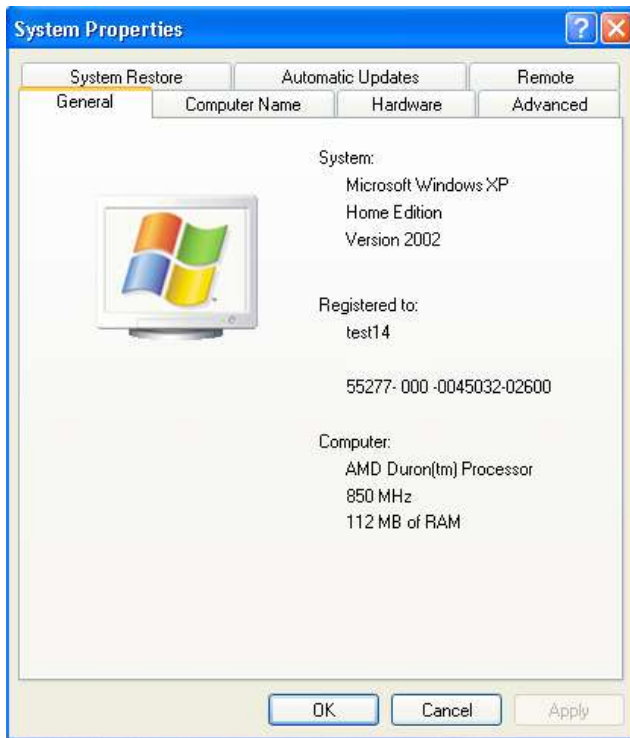 System Properties
System Restore Automatic Updates Remote
General Computer Name Hardware Advanced
System:
Microsoft Windows XP
Home Edition
Version 2002
Registered to:
test14
55277- 000 -0045032-02600
Computer:
AMD Duron(tm) Processor
850 MHz
112 MB of RAM
OK Cancel Apply